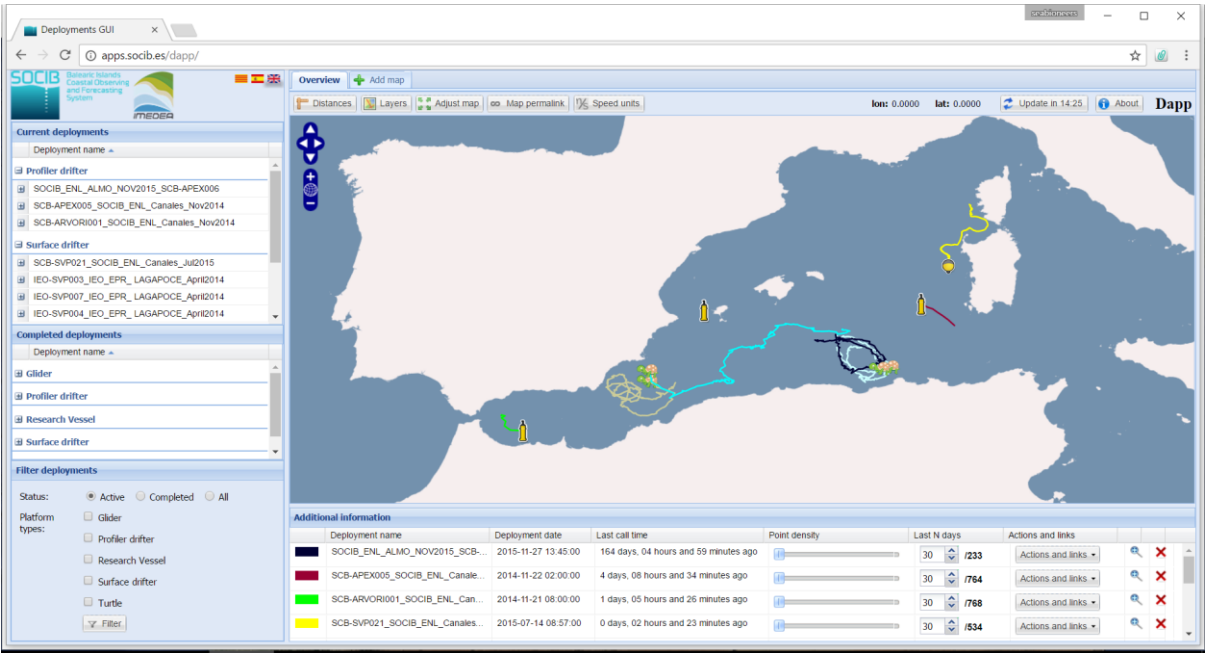 seabioneers
Deployments GUI
apps.socib.es/dapp/
SOCIB
Balearic Islands
Coastal Observing
and Forecasting
System
imedea
Current deployments
Deployment name
Profiler drifter
SOCIB_ENL_ALMO_NOV2015_SCB-APEX006
SCB-APEX005_SOCIB_ENL_Canales_Nov2014
SCB-ARVORI001_SOCIB_ENL_Canales_Nov2014
Surface drifter
SCB-SVP021_SOCIB_ENL_Canales_Jul2015
IEO-SVP003_IEO_EPR_ LAGAPOCE_April2014
IEO-SVP007_IEO_EPR_ LAGAPOCE_April2014
IEO-SVP004_IEO_EPR_ LAGAPOCE_April2014
Completed deployments
Deployment name
Glider
Profiler drifter
Research Vessel
Surface drifter
Filter deployments
Status: Active Completed All
Platform types:
Glider
Profiler drifter
Research Vessel
Surface drifter
Turtle
Filter
Overview Add map
Distances Layers Adjust map Map permalink Speed units lon: 0.0000 lat: 0.0000 Update in 14:25 About Dapp
Additional information
Deployment name Deployment date Last call time Point density Last N days Actions and links
SOCIB_ENL_ALMO_NOV2015_SCB-... 2015-11-27 13:45:00 164 days, 04 hours and 59 minutes ago 30 /233 Actions and links
SCB-APEX005_SOCIB_ENL_Canale... 2014-11-22 02:00:00 4 days, 08 hours and 34 minutes ago 30 /764 Actions and links
SCB-ARVORI001_SOCIB_ENL_Can... 2014-11-21 08:00:00 1 days, 05 hours and 26 minutes ago 30 /768 Actions and links
SCB-SVP021_SOCIB_ENL_Canales... 2015-07-14 08:57:00 0 days, 02 hours and 23 minutes ago 30 /534 Actions and links